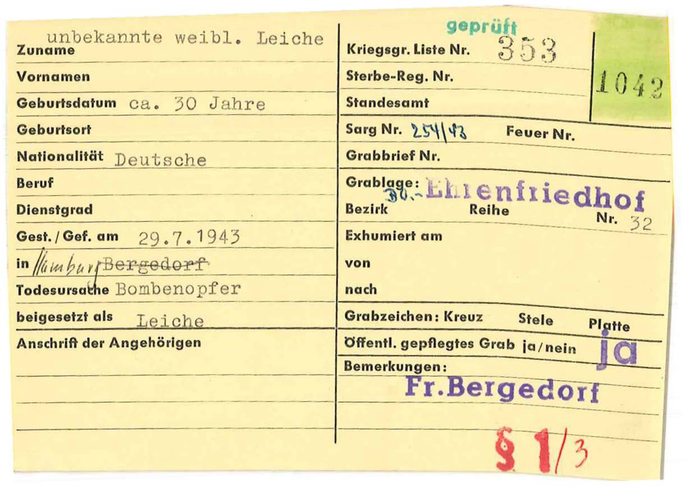 unbekannte weibl. Leiche
Zuname
Vornamen
Geburtsdatum ca. 30 Jahre
Geburtsort
Nationalität Deutsche
Beruf
Dienstgrad
Gest./Gef. am 29.7.1943
in Hamburg Bergedorf
Todesursache Bombenopfer
beigesetzt als Leiche
Anschrift der Angehörigen
geprüft
Kriegsgr. Liste Nr. 353
1042
Sterbe-Reg. Nr.
Standesamt
Sarg Nr. 254/43 Feuer Nr.
Grabbrief Nr.
Grablage: Ehrenfriedhof
Bezirk Reihe Nr. 32
Exhumiert am
von
nach
Grabzeichen: Kreuz Stele Platte
Öffentl. gepflegtes Grab ja/nein ja
Bemerkungen:
Fr. Bergedorf
§ 1/3